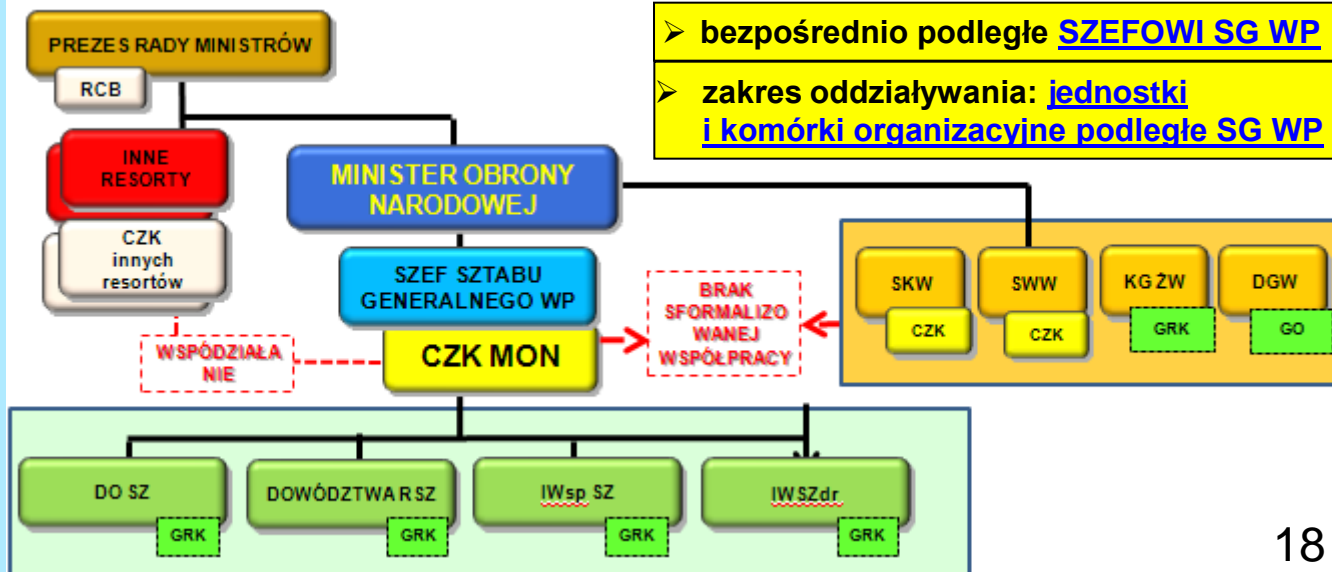 PREZES RADY MINISTRÓW
RCB
➢ bezpośrednio podległe SZEFOWI SG WP
➢ zakres oddziaływania: jednostki
i komórki organizacyjne podległe SG WP
INNE
RESORTY
CZK
innych
resortów
MINISTER OBRONY
NARODOWEJ
SZEF SZTABU
GENERALNEGO WP
CZK MON
WSPÓDZIAŁA
NIE
BRAK
SFORMALIZO
WANEJ
WSPÓŁPRACY
SKW
CZK
SWW
CZK
KG ŻW
GRK
DGW
GO
DO SZ
GRK
DOWÓDZTWA R SZ
GRK
IWsp SZ
GRK
IWSZdr
GRK
18